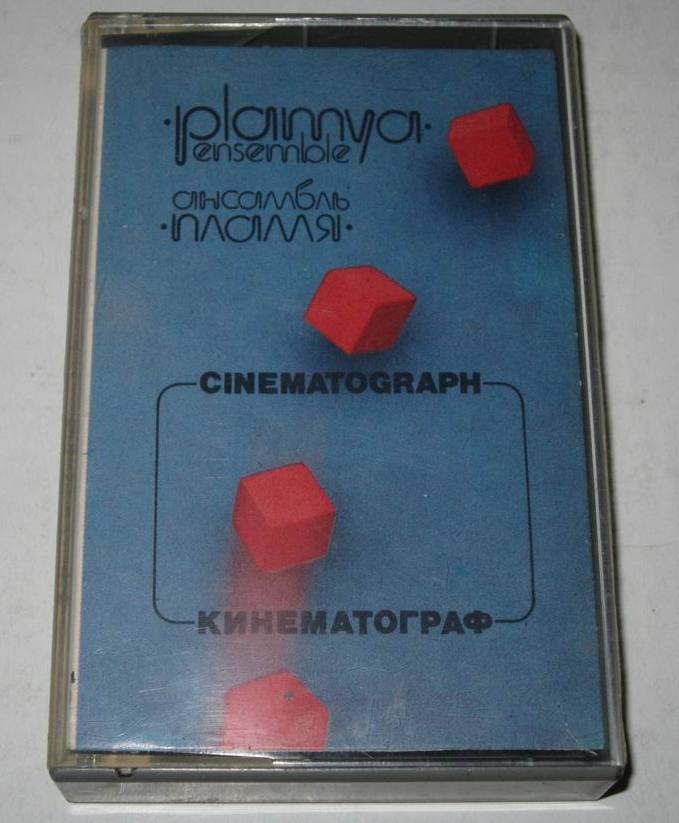 ·plamya·
ensemble
ансамбль
·пламя·
CINEMATOGRAPH
КИНЕМАТОГРАФ